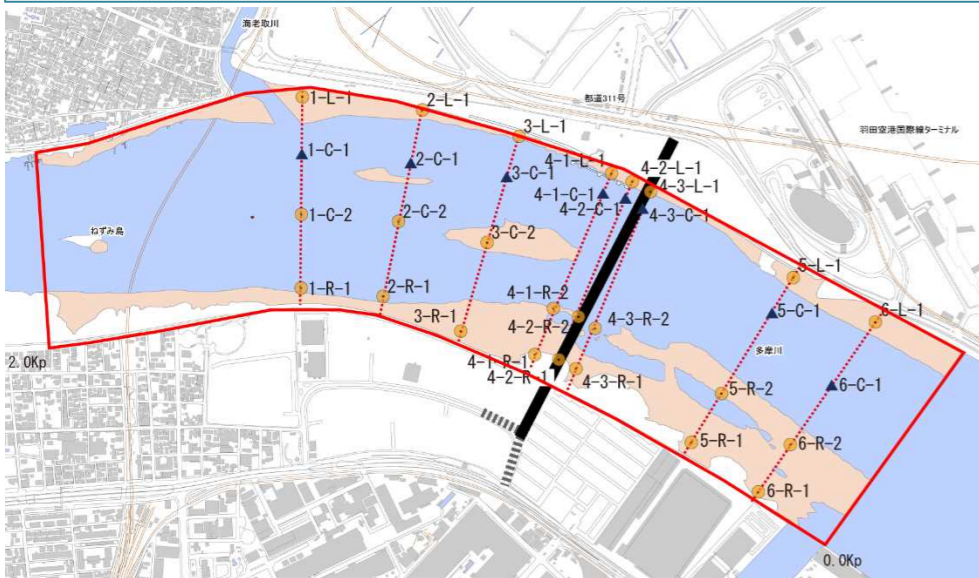 海老取川
都道311号
羽田空港国際線ターミナル
1-L-1
2-L-1
3-L-1
4-1-L-1
4-2-L-1
4-3-L-1
1-C-1
2-C-1
3-C-1
4-1-C-1
4-2-C-1
4-3-C-1
ねずみ島
1-C-2
2-C-2
3-C-2
5-L-1
6-L-1
1-R-1
2-R-1
3-R-1
4-1-R-2
4-2-R-2
4-3-R-2
5-C-1
多摩川
4-1-R-1
4-2-R-1
4-3-R-1
5-R-2
6-C-1
2.0Kp
5-R-1
6-R-2
6-R-1
0.0Kp